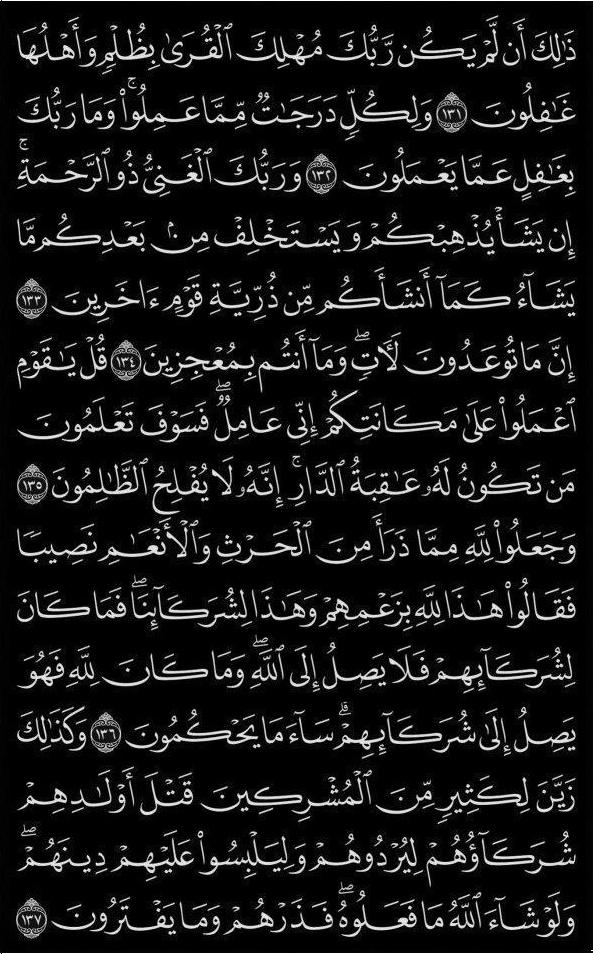 ذَٰلِكَ أَن لَّمْ يَكُن رَّبُّكَ مُهْلِكَ ٱلْقُرَىٰ بِظُلْمٍ وَأَهْلُهَا
غَٰفِلُونَ ١٣١ وَلِكُلٍّ دَرَجَٰتٌ مِّمَّا عَمِلُوا۟ ۚ وَمَا رَبُّكَ
بِغَٰفِلٍ عَمَّا يَعْمَلُونَ ١٣٢ وَرَبُّكَ ٱلْغَنِىُّ ذُو ٱلرَّحْمَةِ ۚ
إِن يَشَأْ يُذْهِبْكُمْ وَيَسْتَخْلِفْ مِنۢ بَعْدِكُم مَّا
يَشَآءُ كَمَآ أَنشَأَكُم مِّن ذُرِّيَّةِ قَوْمٍ ءَاخَرِينَ ١٣٣
إِنَّ مَا تُوعَدُونَ لَءَاتٍ ۖ وَمَآ أَنتُم بِمُعْجِزِينَ ١٣٤ قُلْ يَٰقَوْمِ
ٱعْمَلُوا۟ عَلَىٰ مَكَانَتِكُمْ إِنِّى عَامِلٌ ۖ فَسَوْفَ تَعْلَمُونَ
مَن تَكُونُ لَهُۥ عَٰقِبَةُ ٱلدَّارِ ۗ إِنَّهُۥ لَا يُفْلِحُ ٱلظَّٰلِمُونَ ١٣٥
وَجَعَلُوا۟ لِلَّهِ مِمَّا ذَرَأَ مِنَ ٱلْحَرْثِ وَٱلْأَنْعَٰمِ نَصِيبًا
فَقَالُوا۟ هَٰذَا لِلَّهِ بِزَعْمِهِمْ وَهَٰذَا لِشُرَكَآئِنَا ۖ فَمَا كَانَ
لِشُرَكَآئِهِمْ فَلَا يَصِلُ إِلَى ٱللَّهِ ۖ وَمَا كَانَ لِلَّهِ فَهُوَ
يَصِلُ إِلَىٰ شُرَكَآئِهِمْ ۗ سَآءَ مَا يَحْكُمُونَ ١٣٦ وَكَذَٰلِكَ
زَيَّنَ لِكَثِيرٍ مِّنَ ٱلْمُشْرِكِينَ قَتْلَ أَوْلَٰدِهِمْ
شُرَكَآؤُهُمْ لِيُرْدُوهُمْ وَلِيَلْبِسُوا۟ عَلَيْهِمْ دِينَهُمْ ۖ
وَلَوْ شَآءَ ٱللَّهُ مَا فَعَلُوهُ ۖ فَذَرْهُمْ وَمَا يَفْتَرُونَ ١٣٧